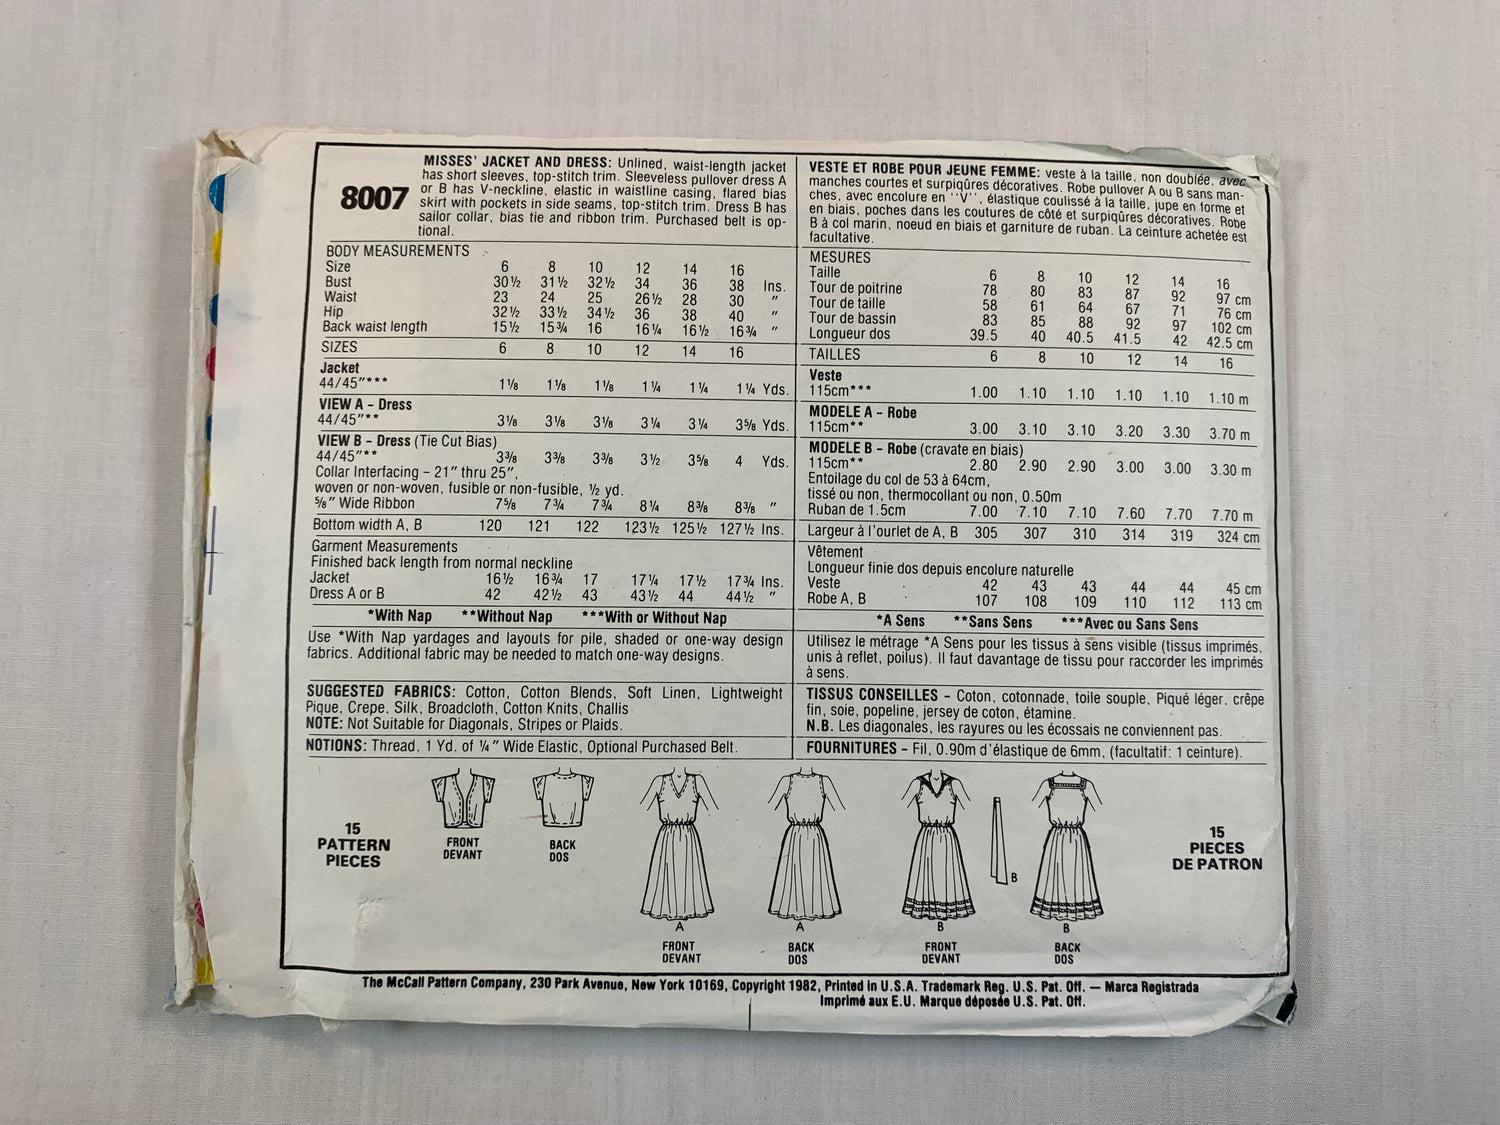 8007
MISSES' JACKET AND DRESS: Unlined, waist-length jacket
has short sleeves, top-stitch trim. Sleeveless pullover dress A
or B has V-neckline, elastic in waistline casing, flared bias
skirt with pockets in side seams, top-stitch trim. Dress B has
sailor collar, bias tie and ribbon trim. Purchased belt is op-
tional.
BODY MEASUREMENTS
Size 6 8 10 12 14 16
Bust 30½ 31½ 32½ 34 36 38 Ins.
Waist 23 24 25 26½ 28 30 "
Hip 32½ 33½ 34½ 36 38 40 "
Back waist length 15½ 15¾ 16 16¼ 16½ 16¾ "
SIZES 6 8 10 12 14 16
Jacket
44/45"*** 1⅛ 1⅛ 1⅛ 1¼ 1¼ 1¼ Yds.
VIEW A - Dress
44/45"** 3⅛ 3⅛ 3⅛ 3¼ 3¼ 3⅝ Yds.
VIEW B - Dress (Tie Cut Bias)
44/45"** 3⅜ 3⅜ 3⅜ 3½ 3⅝ 4 Yds.
Collar Interfacing – 21" thru 25",
woven or non-woven, fusible or non-fusible, ½ yd.
⅝" Wide Ribbon 7⅝ 7¾ 7¾ 8¼ 8⅜ 8⅜ "
Bottom width A, B 120 121 122 123½ 125½ 127½ Ins.
Garment Measurements
Finished back length from normal neckline
Jacket 16½ 16¾ 17 17¼ 17½ 17¾ Ins.
Dress A or B 42 42½ 43 43½ 44 44½ "
*With Nap **Without Nap ***With or Without Nap
Use *With Nap yardages and layouts for pile, shaded or one-way design
fabrics. Additional fabric may be needed to match one-way designs.
SUGGESTED FABRICS: Cotton, Cotton Blends, Soft Linen, Lightweight
Pique, Crepe, Silk, Broadcloth, Cotton Knits, Challis
NOTE: Not Suitable for Diagonals, Stripes or Plaids.
NOTIONS: Thread, 1 Yd. of ¼" Wide Elastic, Optional Purchased Belt.
VESTE ET ROBE POUR JEUNE FEMME: veste à la taille, non doublée, avec
manches courtes et surpiqûres décoratives. Robe pullover A ou B sans man-
ches, avec encolure en ''V'', élastique coulissé à la taille, jupe en forme et
en biais, poches dans les coutures de côté et surpiqûres décoratives. Robe
B à col marin, noeud en biais et garniture de ruban. La ceinture achetée est
facultative.
MESURES
Taille 6 8 10 12 14 16
Tour de poitrine 78 80 83 87 92 97 cm
Tour de taille 58 61 64 67 71 76 cm
Tour de bassin 83 85 88 92 97 102 cm
Longueur dos 39.5 40 40.5 41.5 42 42.5 cm
TAILLES 6 8 10 12 14 16
Veste
115cm*** 1.00 1.10 1.10 1.10 1.10 1.10 m
MODELE A - Robe
115cm** 3.00 3.10 3.10 3.20 3.30 3.70 m
MODELE B - Robe (cravate en biais)
115cm** 2.80 2.90 2.90 3.00 3.00 3.30 m
Entoilage du col de 53 à 64cm,
tissé ou non, thermocollant ou non, 0.50m
Ruban de 1.5cm 7.00 7.10 7.10 7.60 7.70 7.70 m
Largeur à l'ourlet de A, B 305 307 310 314 319 324 cm
Vêtement
Longueur finie dos depuis encolure naturelle
Veste 42 43 43 44 44 45 cm
Robe A, B 107 108 109 110 112 113 cm
*A Sens **Sans Sens ***Avec ou Sans Sens
Utilisez le métrage *A Sens pour les tissus à sens visible (tissus imprimés,
unis à reflet, poilus). Il faut davantage de tissu pour raccorder les imprimés
à sens.
TISSUS CONSEILLES – Coton, cotonnade, toile souple, Piqué léger, crêpe
fin, soie, popeline, jersey de coton, étamine.
N.B. Les diagonales, les rayures ou les écossais ne conviennent pas.
FOURNITURES – Fil, 0.90m d'élastique de 6mm, (facultatif: 1 ceinture).
15
PATTERN
PIECES
FRONT
DEVANT
BACK
DOS
A
FRONT
DEVANT
A
BACK
DOS
B
FRONT
DEVANT
B
B
BACK
DOS
15
PIECES
DE PATRON
The McCall Pattern Company, 230 Park Avenue, New York 10169, Copyright 1982, Printed in U.S.A. Trademark Reg. U.S. Pat. Off. — Marca Registrada
Imprimé aux E.U. Marque déposée U.S. Pat. Off.